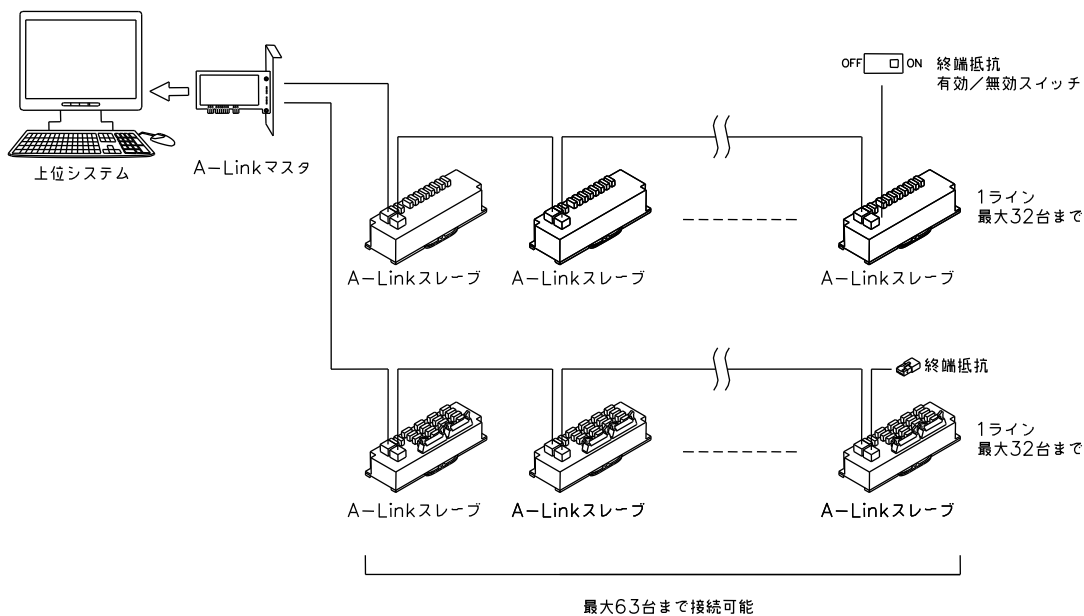 上位システム
A-Linkマスタ
OFF ON
終端抵抗
有効/無効スイッチ
1ライン
最大32台まで
A-Linkスレーブ A-Linkスレーブ A-Linkスレーブ
終端抵抗
1ライン
最大32台まで
A-Linkスレーブ A-Linkスレーブ A-Linkスレーブ
最大63台まで接続可能